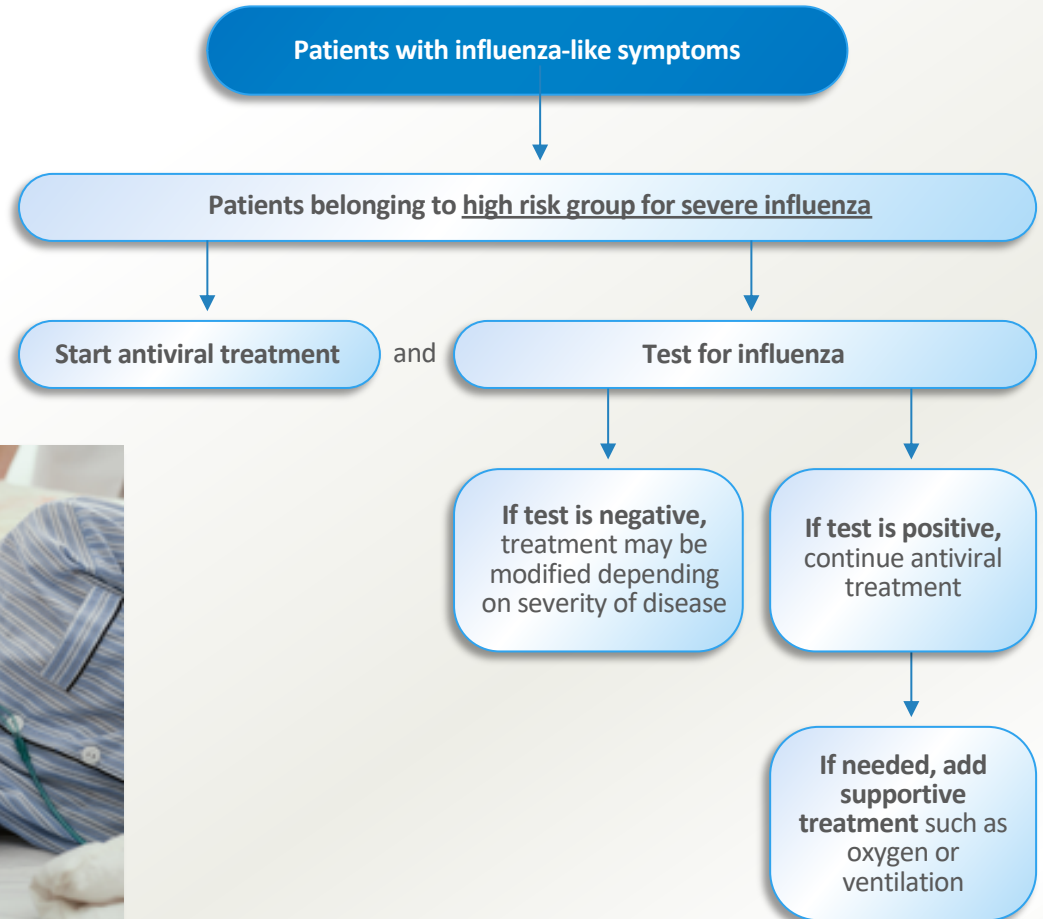 Patients with influenza-like symptoms
Patients belonging to high risk group for severe influenza
Start antiviral treatment
and
Test for influenza
If test is negative,
treatment may be
modified depending
on severity of disease
If test is positive,
continue antiviral
treatment
If needed, add
supportive
treatment such as
oxygen or
ventilation